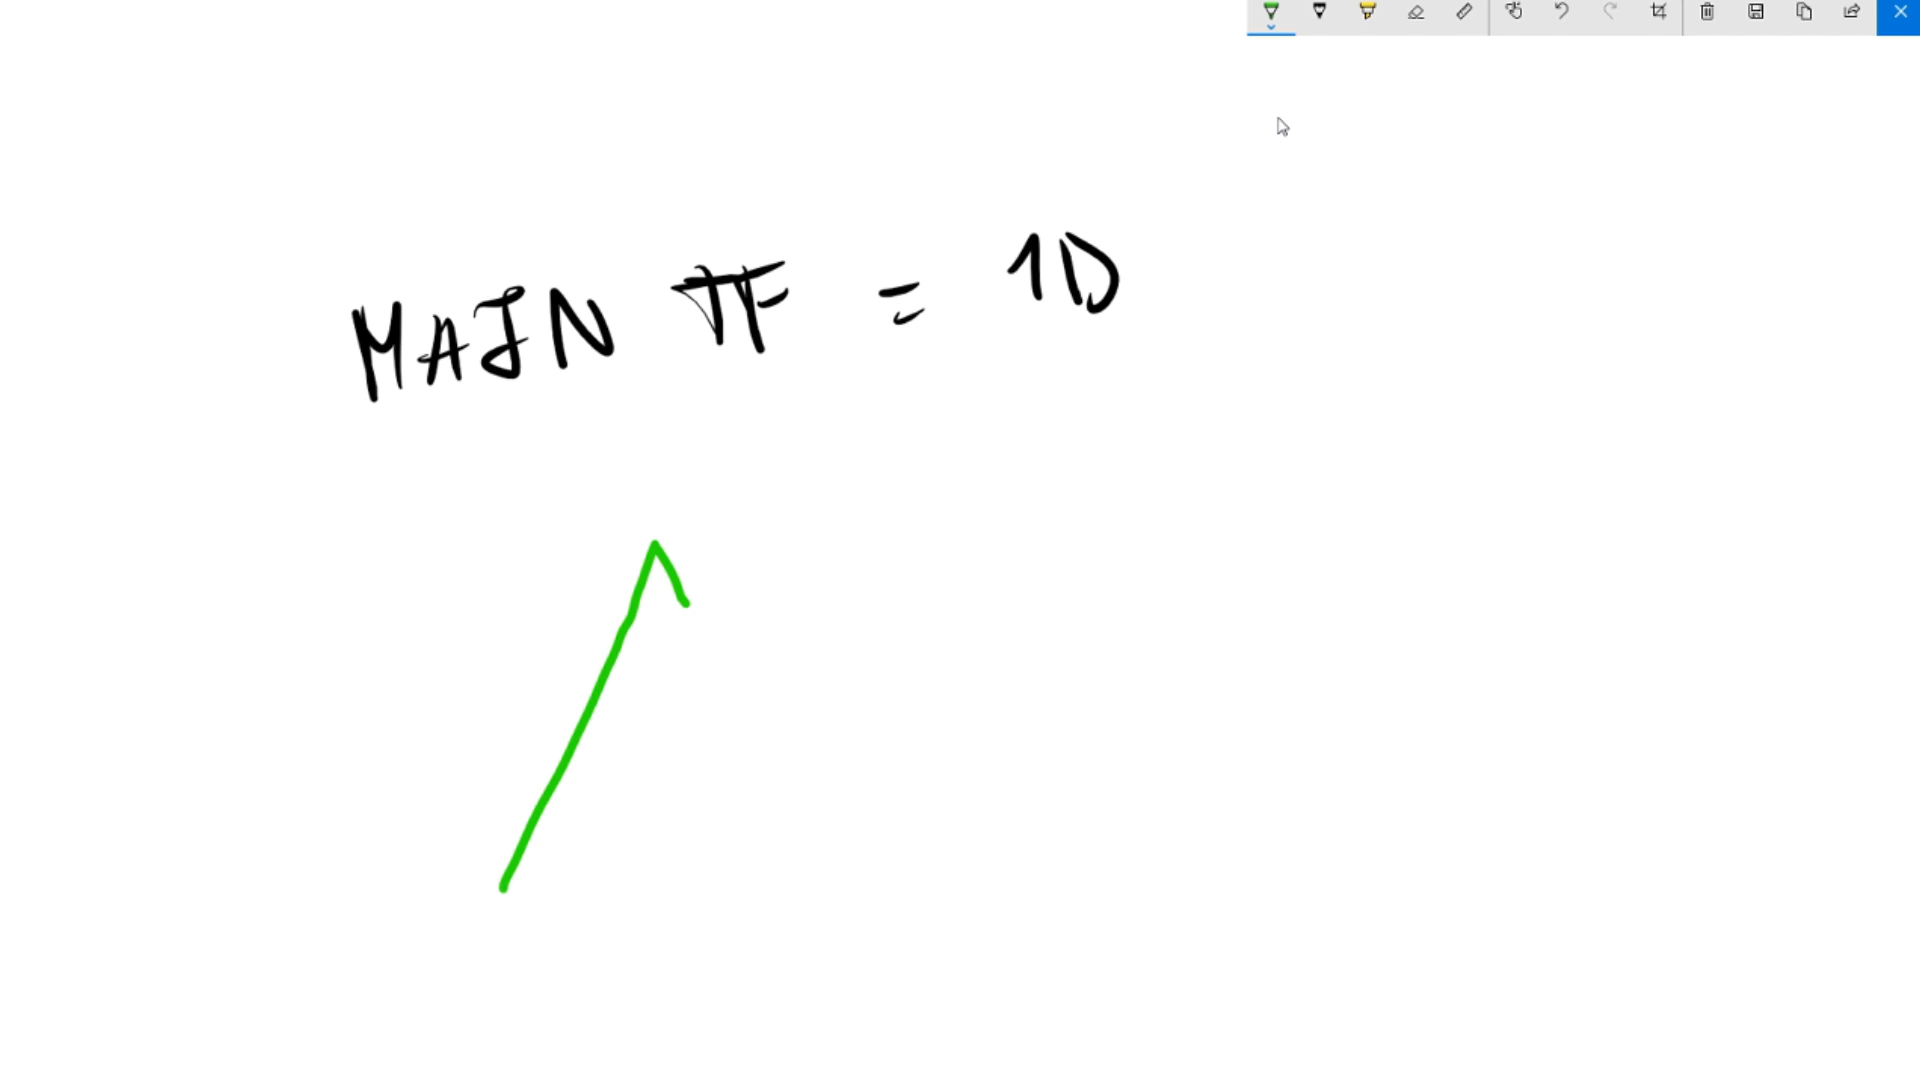 MAIN TF = 1D